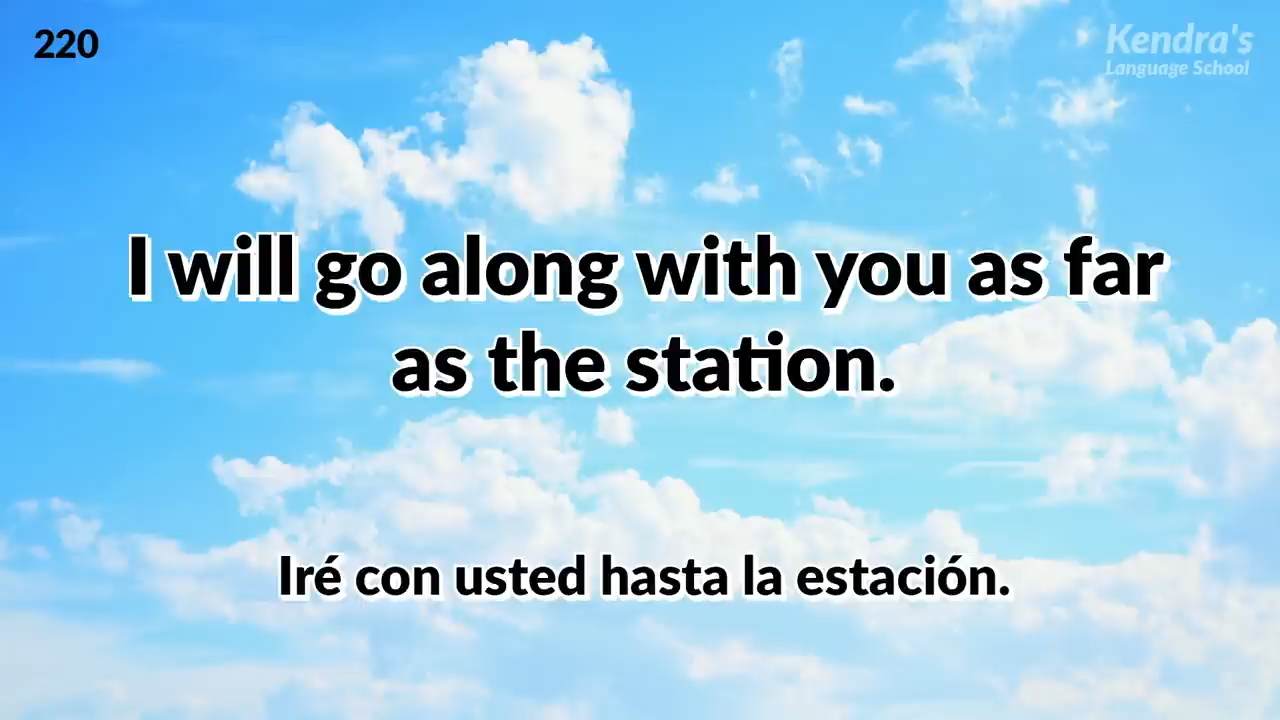 220
Kendra's
Language School
I will go along with you as far
as the station.
Iré con usted hasta la estación.